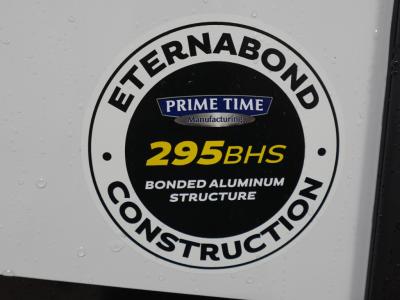 ETERNABOND
PRIME TIME
Manufacturing
295BHS
BONDED ALUMINUM
STRUCTURE
CONSTRUCTION